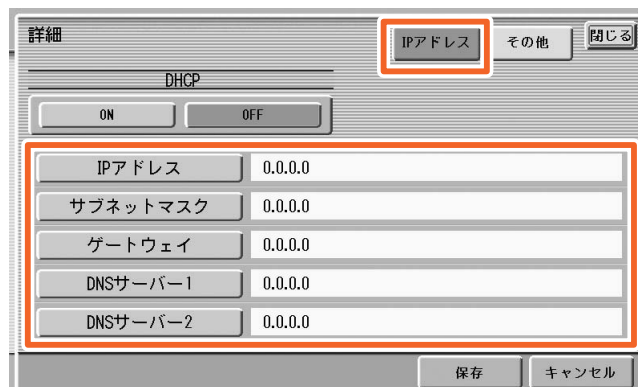 詳細
IPアドレス
その他
閉じる
DHCP
ON
OFF
IPアドレス 0.0.0.0
サブネットマスク 0.0.0.0
ゲートウェイ 0.0.0.0
DNSサーバー1 0.0.0.0
DNSサーバー2 0.0.0.0
保存
キャンセル